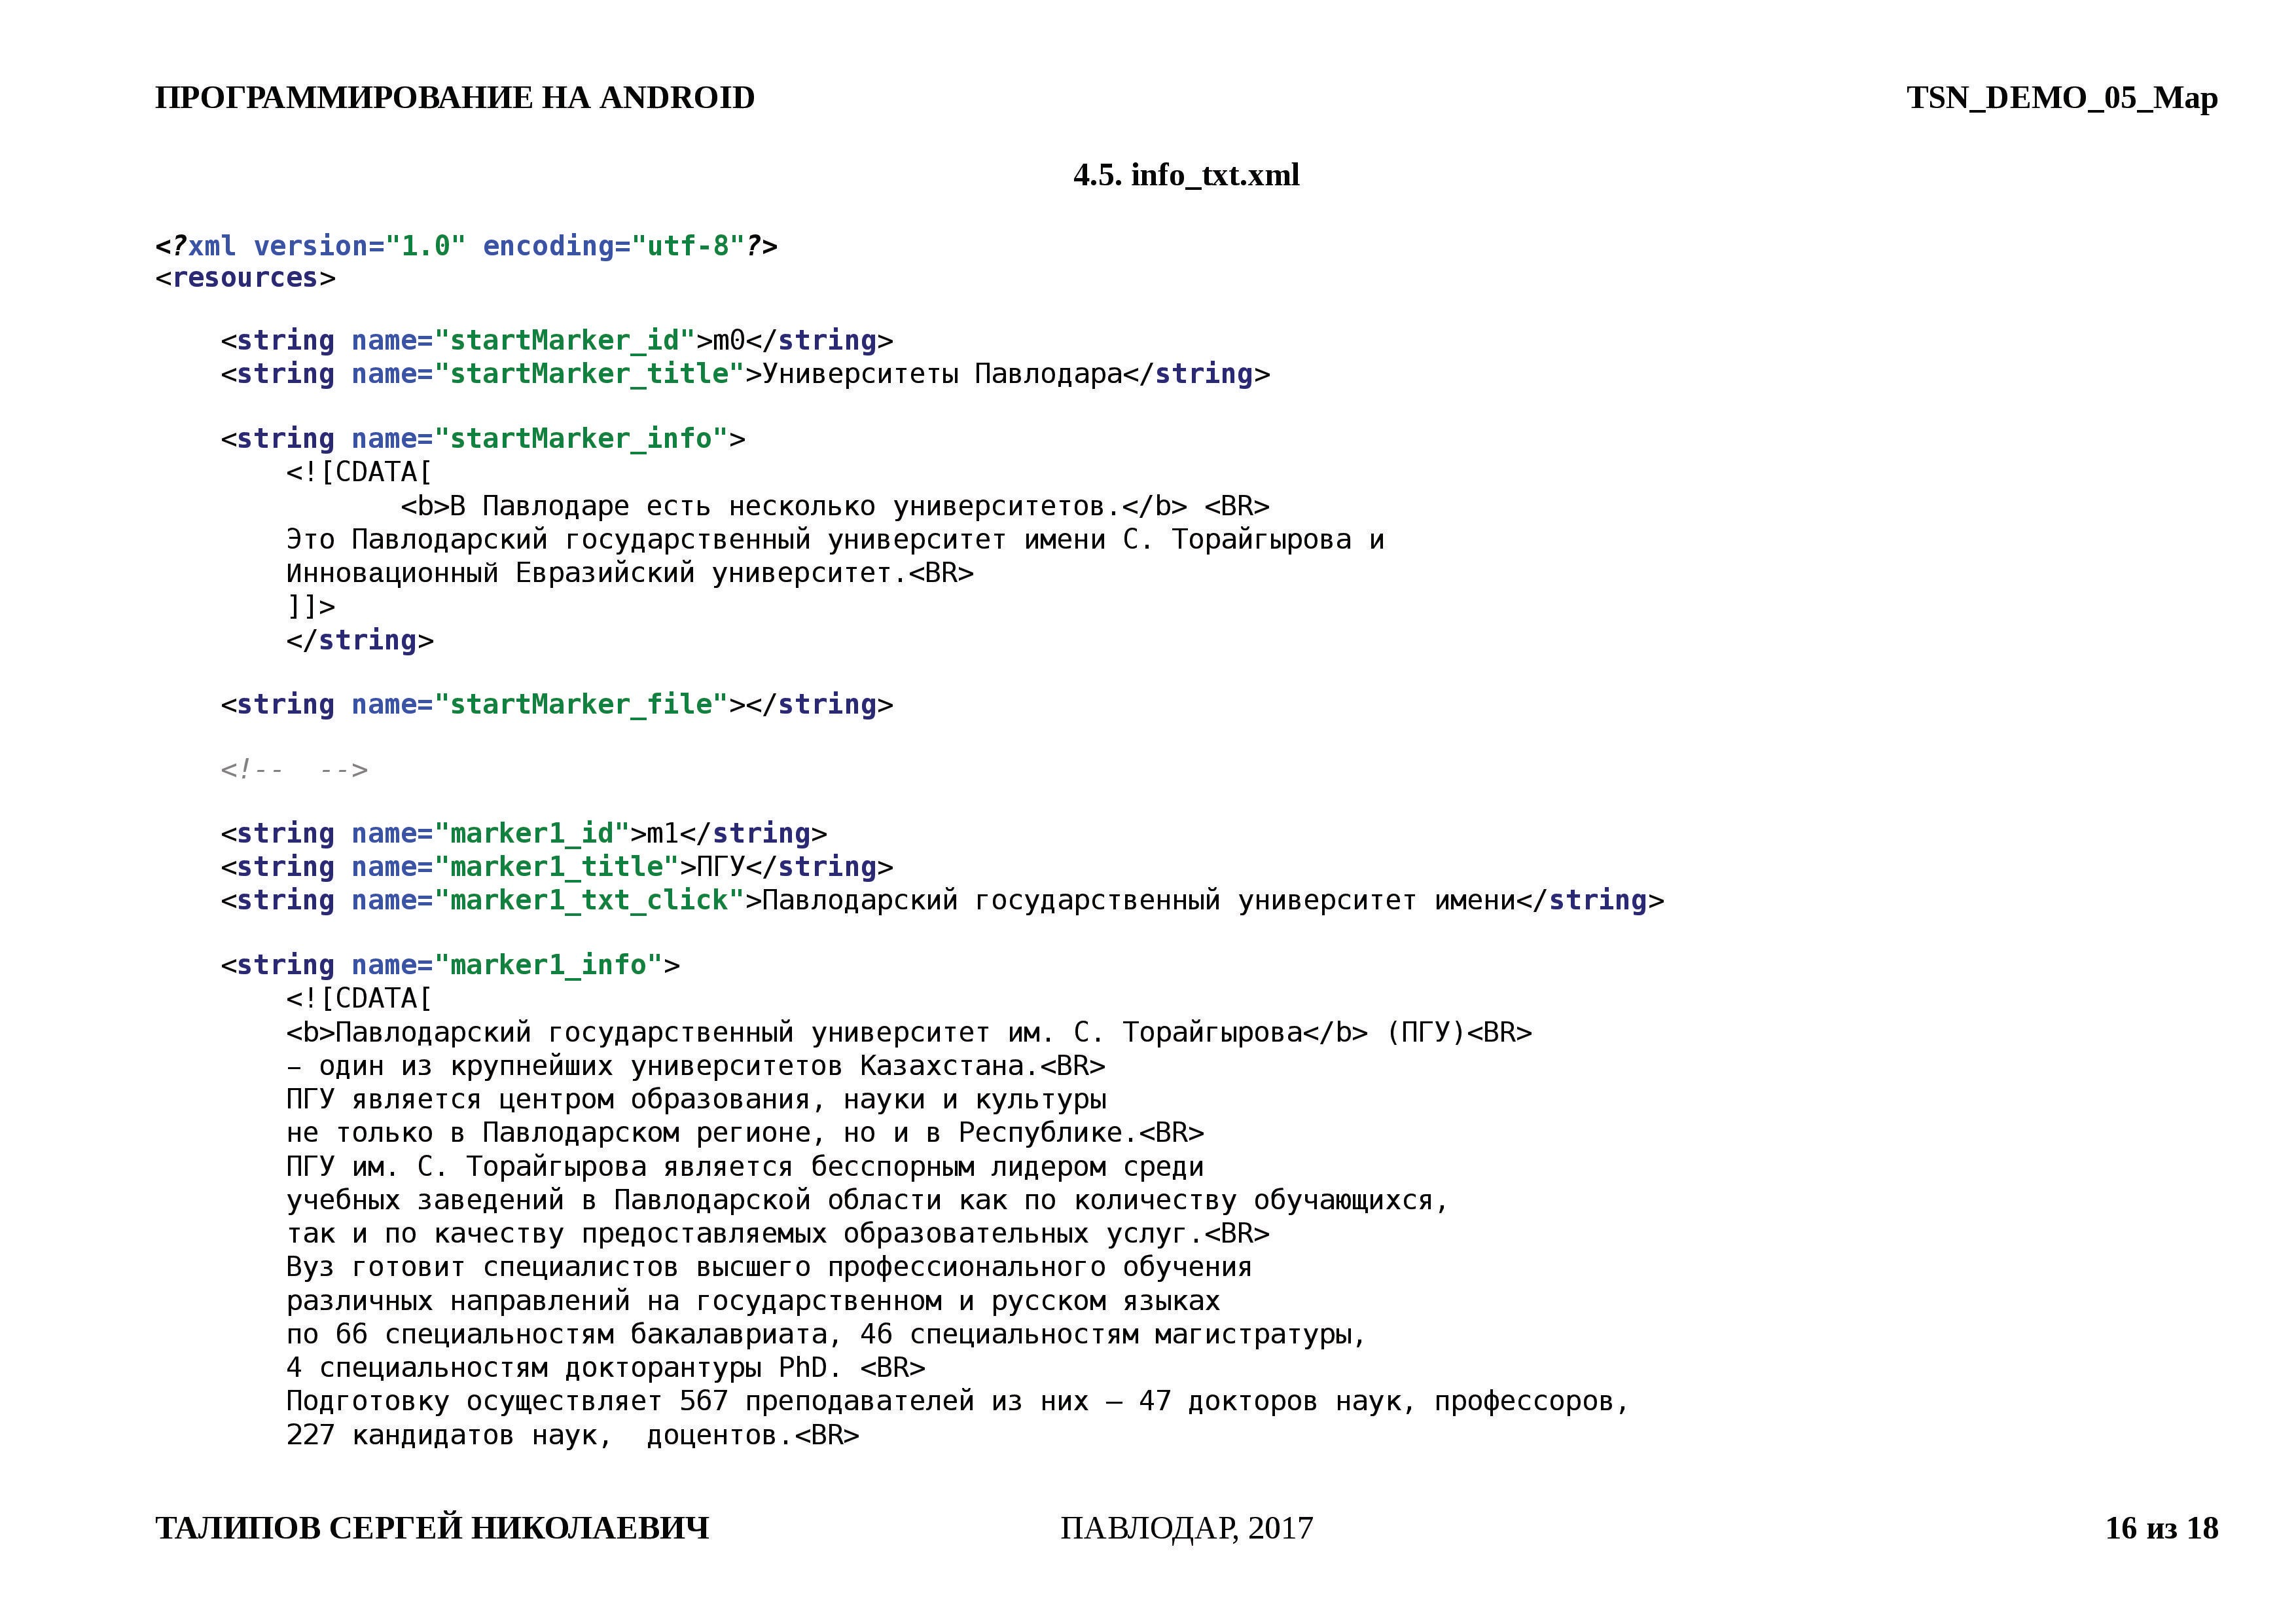 ПРОГРАММИРОВАНИЕ НА ANDROID TSN_DEMO_05_Map
4.5. info_txt.xml
<?xml version="1.0" encoding="utf-8"?>
<resources>
    <string name="startMarker_id">m0</string>
    <string name="startMarker_title">Университеты Павлодара</string>
    <string name="startMarker_info">
        <![CDATA[
               <b>В Павлодаре есть несколько университетов.</b> <BR>
        Это Павлодарский государственный университет имени С. Торайгырова и
        Инновационный Евразийский университет.<BR>
        ]]>
        </string>
    <string name="startMarker_file"></string>
    <!--  -->
    <string name="marker1_id">m1</string>
    <string name="marker1_title">ПГУ</string>
    <string name="marker1_txt_click">Павлодарский государственный университет имени</string>
    <string name="marker1_info">
        <![CDATA[
        <b>Павлодарский государственный университет им. С. Торайгырова</b> (ПГУ)<BR>
        – один из крупнейших университетов Казахстана.<BR>
        ПГУ является центром образования, науки и культуры
        не только в Павлодарском регионе, но и в Республике.<BR>
        ПГУ им. С. Торайгырова является бесспорным лидером среди
        учебных заведений в Павлодарской области как по количеству обучающихся,
        так и по качеству предоставляемых образовательных услуг.<BR>
        Вуз готовит специалистов высшего профессионального обучения
        различных направлений на государственном и русском языках
        по 66 специальностям бакалавриата, 46 специальностям магистратуры,
        4 специальностям докторантуры PhD. <BR>
        Подготовку осуществляет 567 преподавателей из них – 47 докторов наук, профессоров,
        227 кандидатов наук,  доцентов.<BR>
ТАЛИПОВ СЕРГЕЙ НИКОЛАЕВИЧ ПАВЛОДАР, 2017 16 из 18